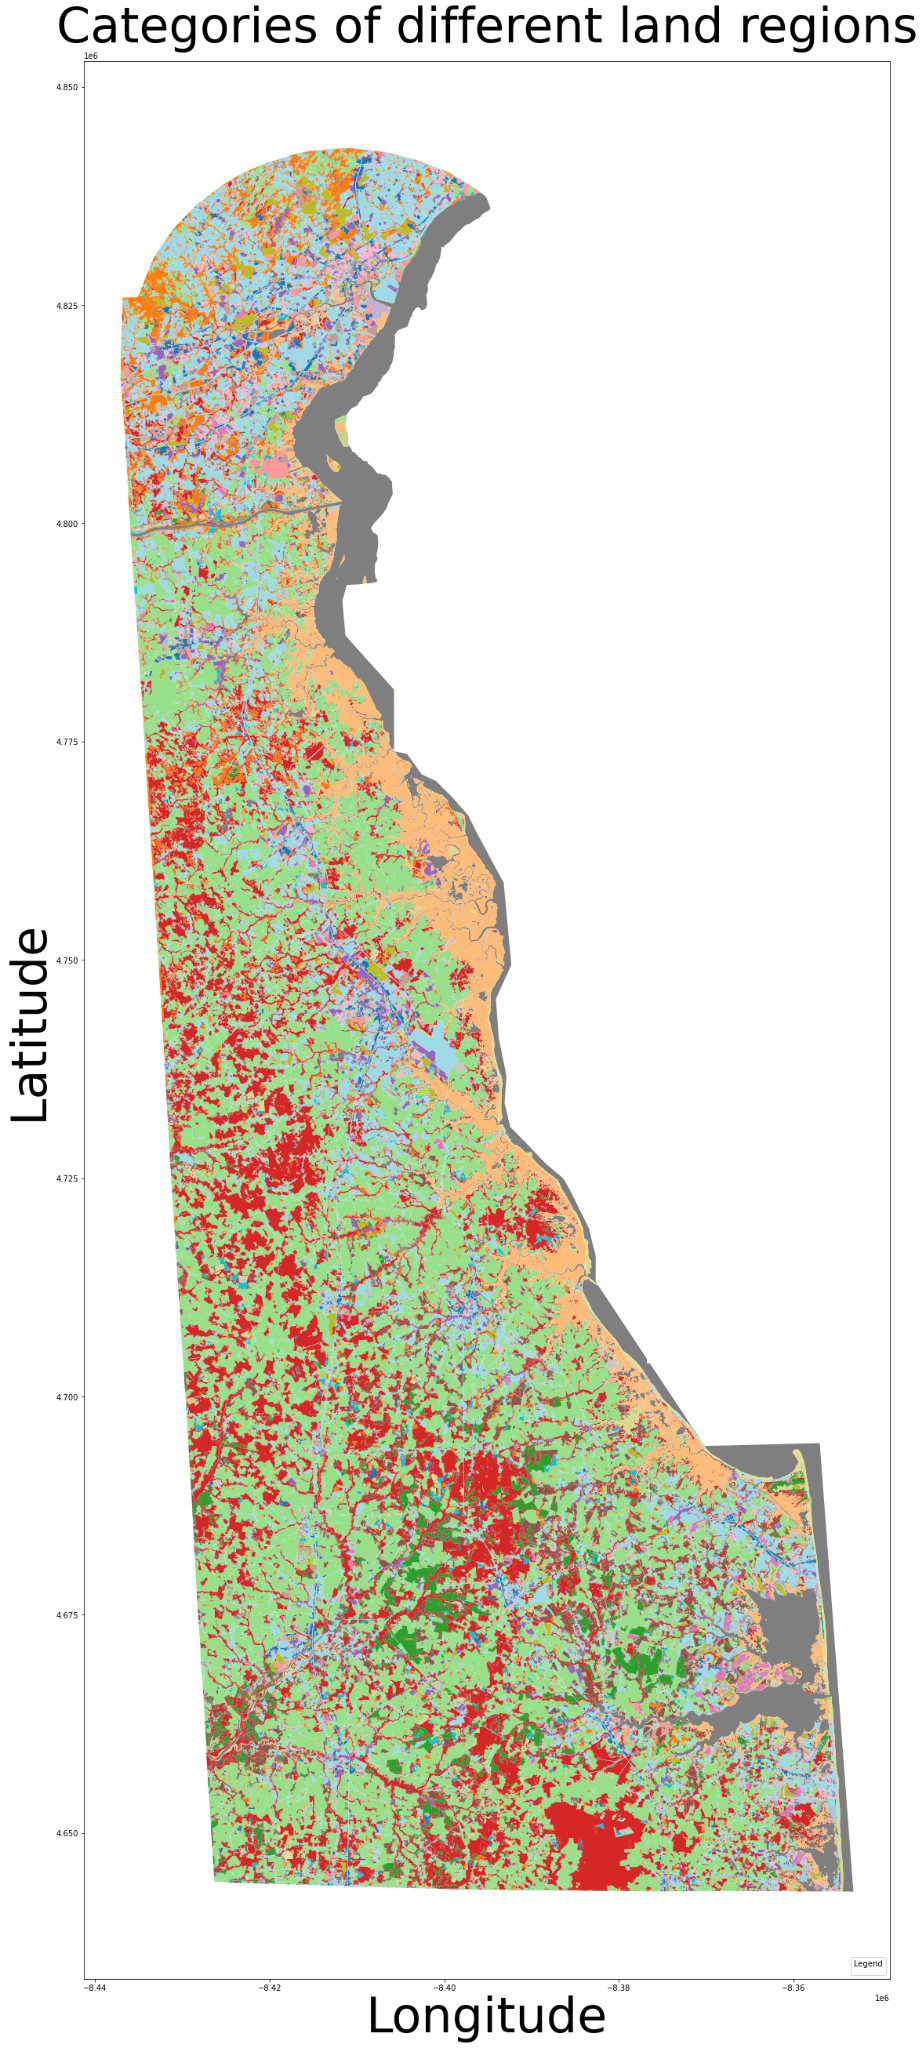 Categories of different land regions
1e6
4.850
4.825
4.800
4.775
4.750
4.725
4.700
4.675
4.650
Latitude
Legend
−8.44
−8.42
−8.40
−8.38
−8.36
1e6
Longitude